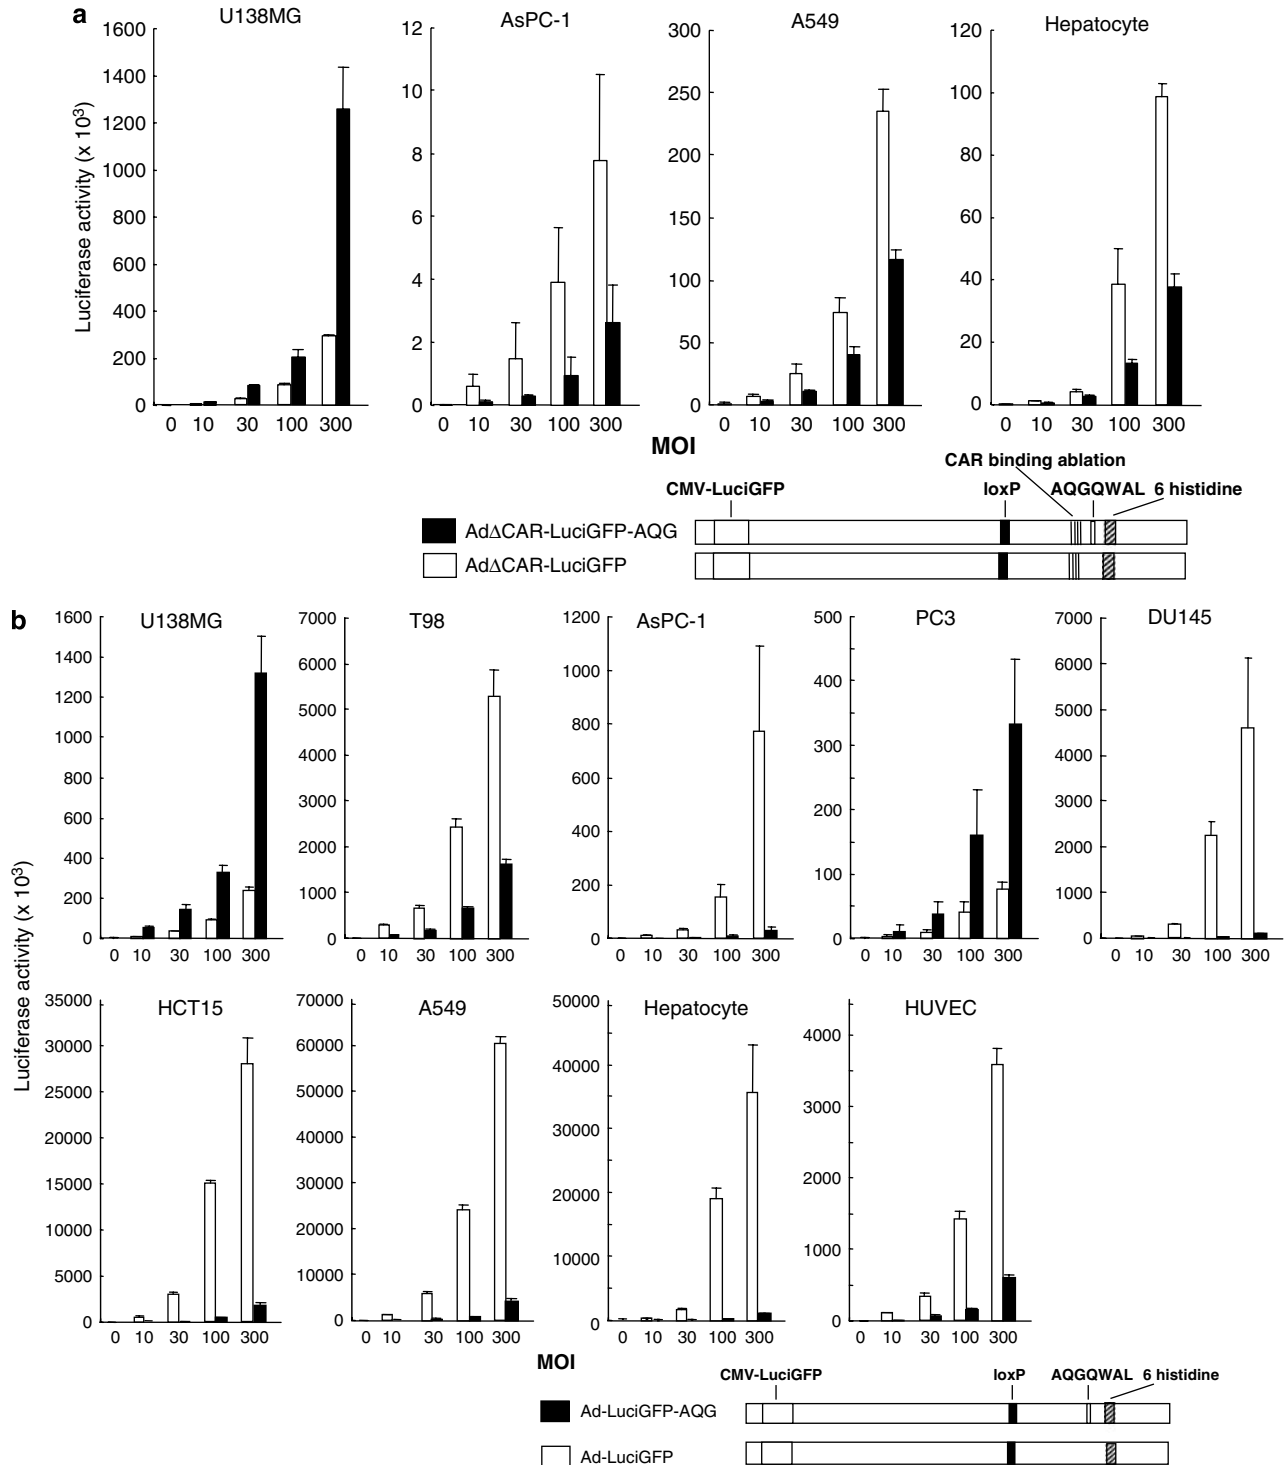 a
U138MG
AsPC-1
A549
Hepatocyte
Luciferase activity (x 10³)
1600
1400
1200
1000
800
600
400
200
0
0 10 30 100 300
12
10
8
6
4
2
0
0 10 30 100 300
300
250
200
150
100
50
0
0 10 30 100 300
120
100
80
60
40
20
0
0 10 30 100 300
MOI
CAR binding ablation
CMV-LuciGFP loxP AQGQWAL 6 histidine
AdΔCAR-LuciGFP-AQG
AdΔCAR-LuciGFP
b
U138MG
T98
AsPC-1
PC3
DU145
Luciferase activity (x 10³)
1600
1400
1200
1000
800
600
400
200
0
0 10 30 100 300
7000
6000
5000
4000
3000
2000
1000
0
0 10 30 100 300
1200
1000
800
600
400
200
0
0 10 30 100 300
500
400
300
200
100
0
0 10 30 100 300
7000
6000
5000
4000
3000
2000
1000
0
0 10 30 100 300
HCT15
A549
Hepatocyte
HUVEC
35000
30000
25000
20000
15000
10000
5000
0
0 10 30 100 300
70000
60000
50000
40000
30000
20000
10000
0
0 10 30 100 300
50000
40000
30000
20000
10000
0
0 10 30 100 300
4000
3000
2000
1000
0
0 10 30 100 300
MOI
CMV-LuciGFP loxP AQGQWAL 6 histidine
Ad-LuciGFP-AQG
Ad-LuciGFP